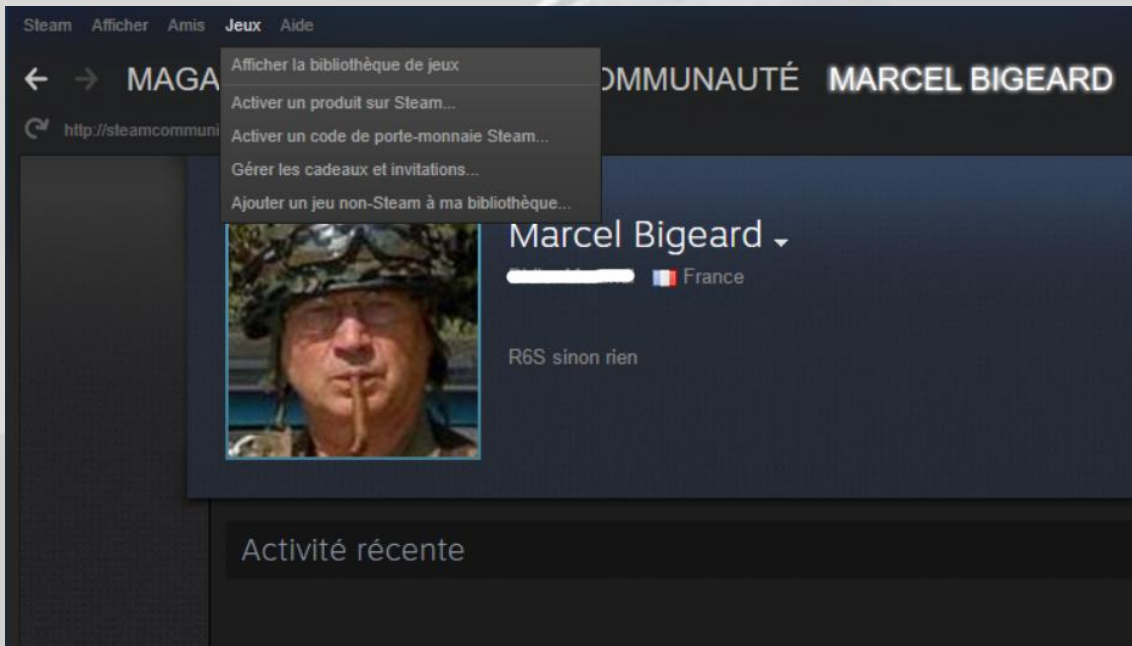 Steam Afficher Amis Jeux Aide
Afficher la bibliothèque de jeux
MAGA OMMUNAUTÉ MARCEL BIGEARD
Activer un produit sur Steam...
http://steamcommuni
Activer un code de porte-monnaie Steam...
Gérer les cadeaux et invitations...
Ajouter un jeu non-Steam à ma bibliothèque...
Marcel Bigeard
France
R6S sinon rien
Activité récente